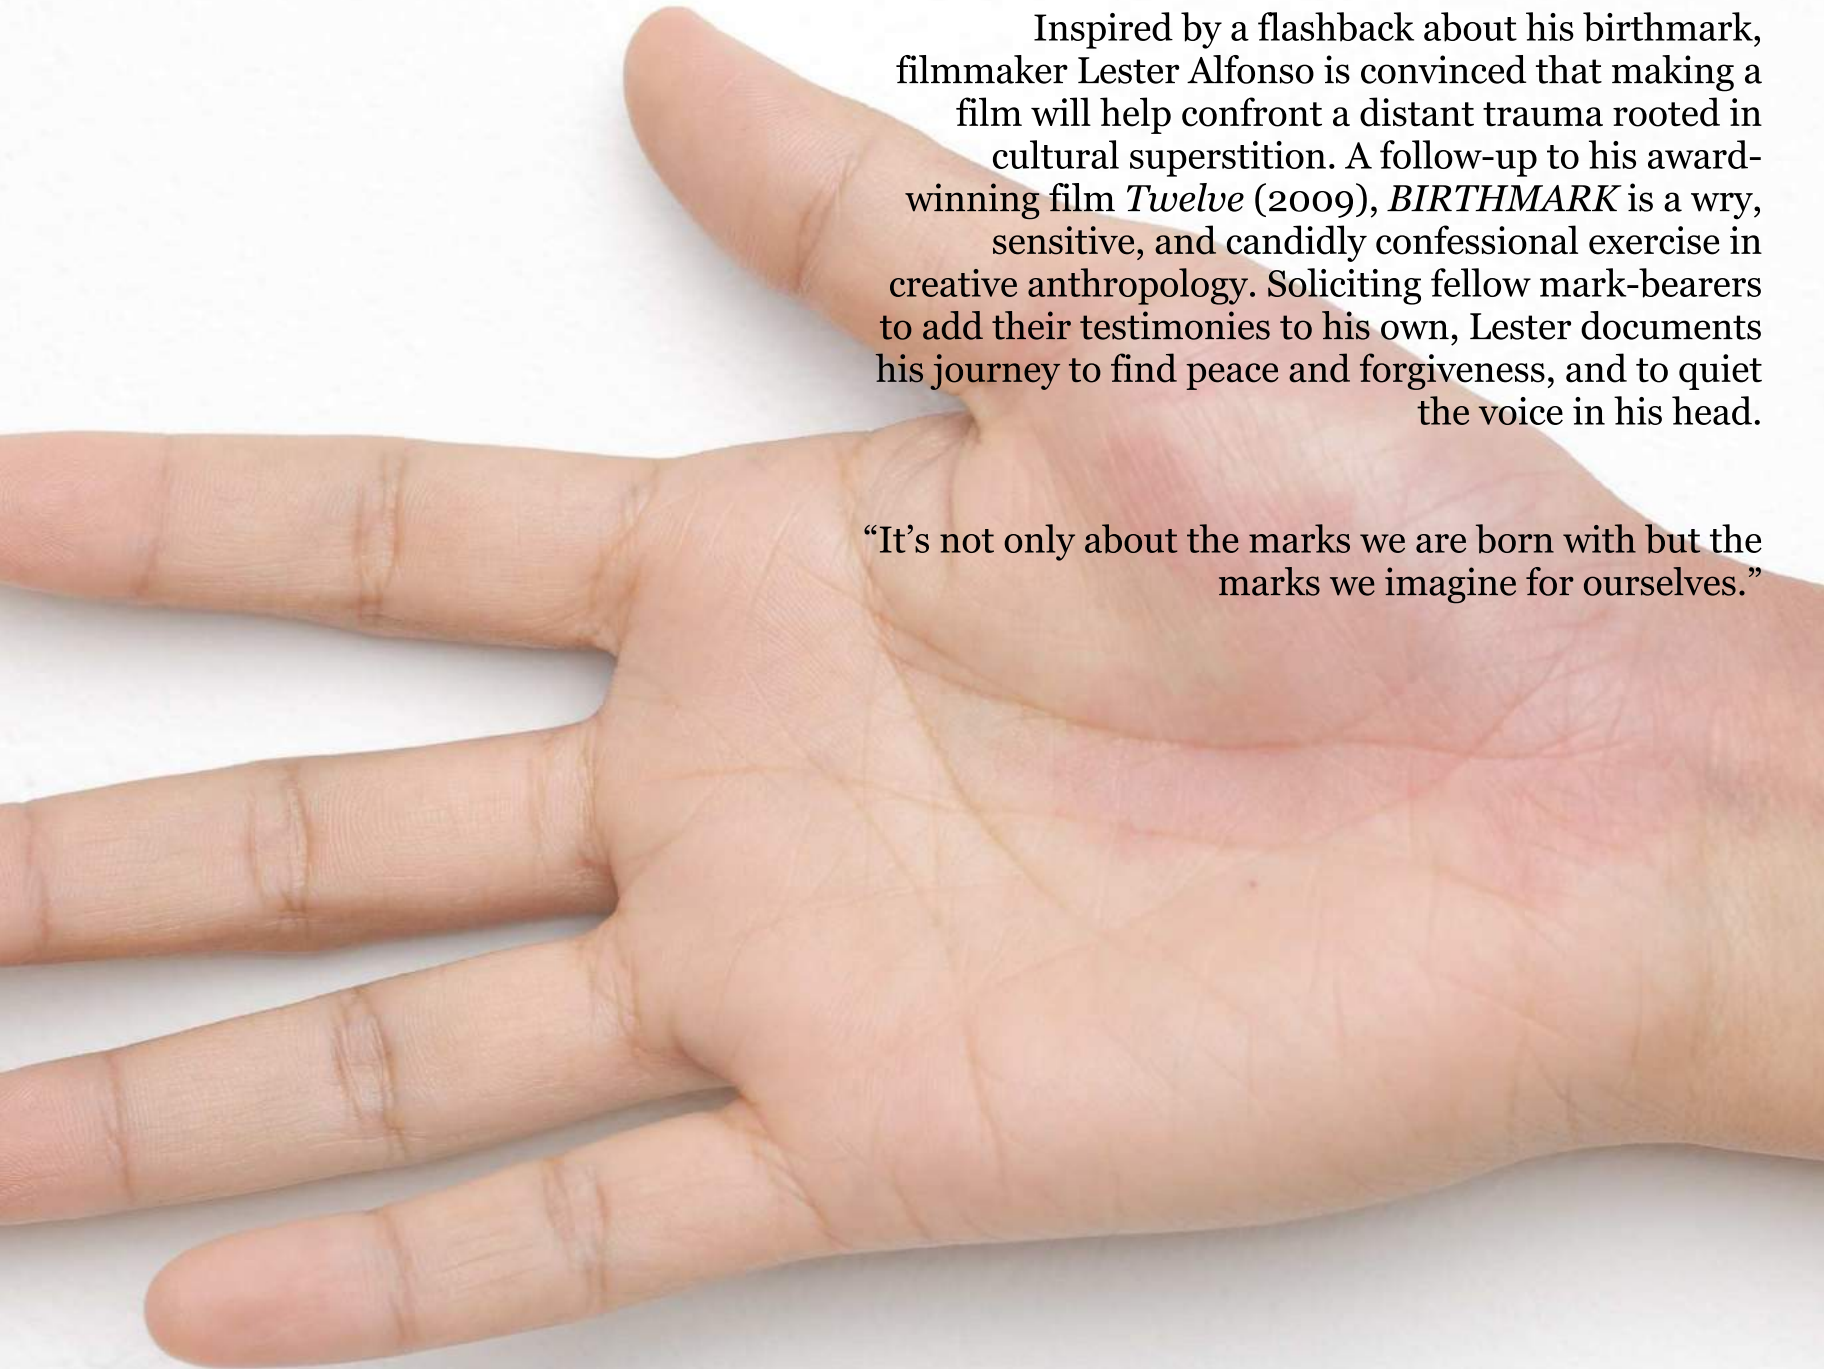 Inspired by a flashback about his birthmark,
filmmaker Lester Alfonso is convinced that making a
film will help confront a distant trauma rooted in
cultural superstition. A follow-up to his award-
winning film Twelve (2009), BIRTHMARK is a wry,
sensitive, and candidly confessional exercise in
creative anthropology. Soliciting fellow mark-bearers
to add their testimonies to his own, Lester documents
his journey to find peace and forgiveness, and to quiet
the voice in his head.
“It’s not only about the marks we are born with but the
marks we imagine for ourselves.”